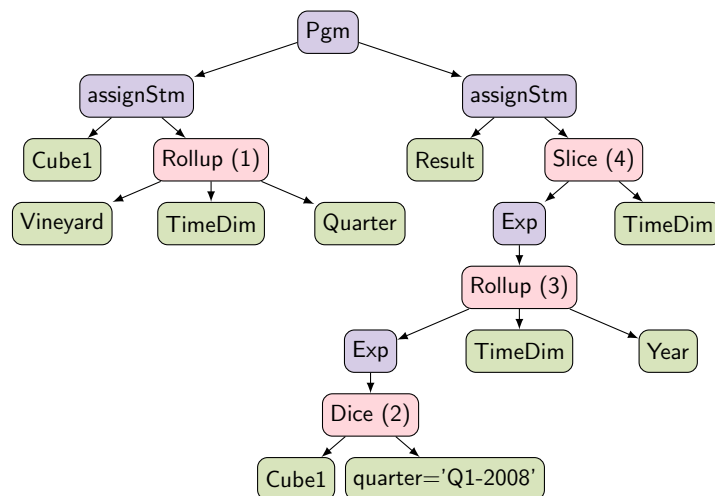 Pgm
assignStm assignStm
Cube1 Rollup (1) Result Slice (4)
Vineyard TimeDim Quarter Exp TimeDim
Rollup (3)
Exp TimeDim Year
Dice (2)
Cube1 quarter='Q1-2008'